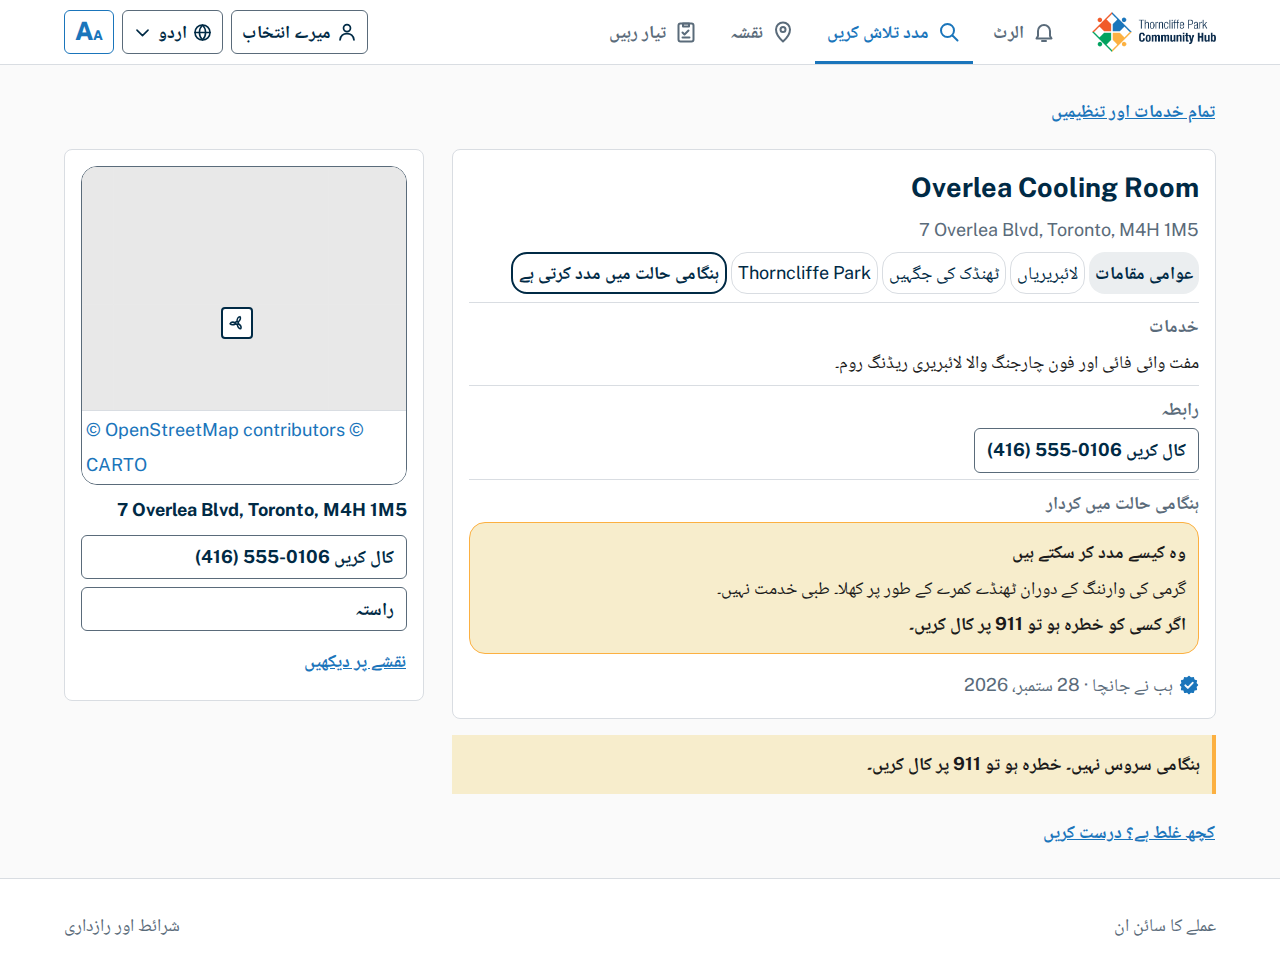 Thorncliffe Park
Community Hub
الرٹ
مدد تلاش کریں
نقشہ
تیار رہیں
میرے انتخاب
اردو
AA
تمام خدمات اور تنظیمیں
Overlea Cooling Room
7 Overlea Blvd, Toronto, M4H 1M5
عوامی مقامات
لائبریریاں
ٹھنڈک کی جگہیں
Thorncliffe Park
ہنگامی حالت میں مدد کرتی ہے
خدمات
مفت وائی فائی اور فون چارجنگ والا لائبریری ریڈنگ روم۔
رابطہ
کال کریں (416) 555-0106
ہنگامی حالت میں کردار
وہ کیسے مدد کر سکتے ہیں
گرمی کی وارننگ کے دوران ٹھنڈے کمرے کے طور پر کھلا۔ طبی خدمت نہیں۔
اگر کسی کو خطرہ ہو تو 911 پر کال کریں۔
ہب نے جانچا · 28 ستمبر، 2026
© OpenStreetMap contributors ©
CARTO
7 Overlea Blvd, Toronto, M4H 1M5
کال کریں (416) 555-0106
راستہ
نقشے پر دیکھیں
ہنگامی سروس نہیں۔ خطرہ ہو تو 911 پر کال کریں۔
کچھ غلط ہے؟ درست کریں
عملے کا سائن ان
شرائط اور رازداری